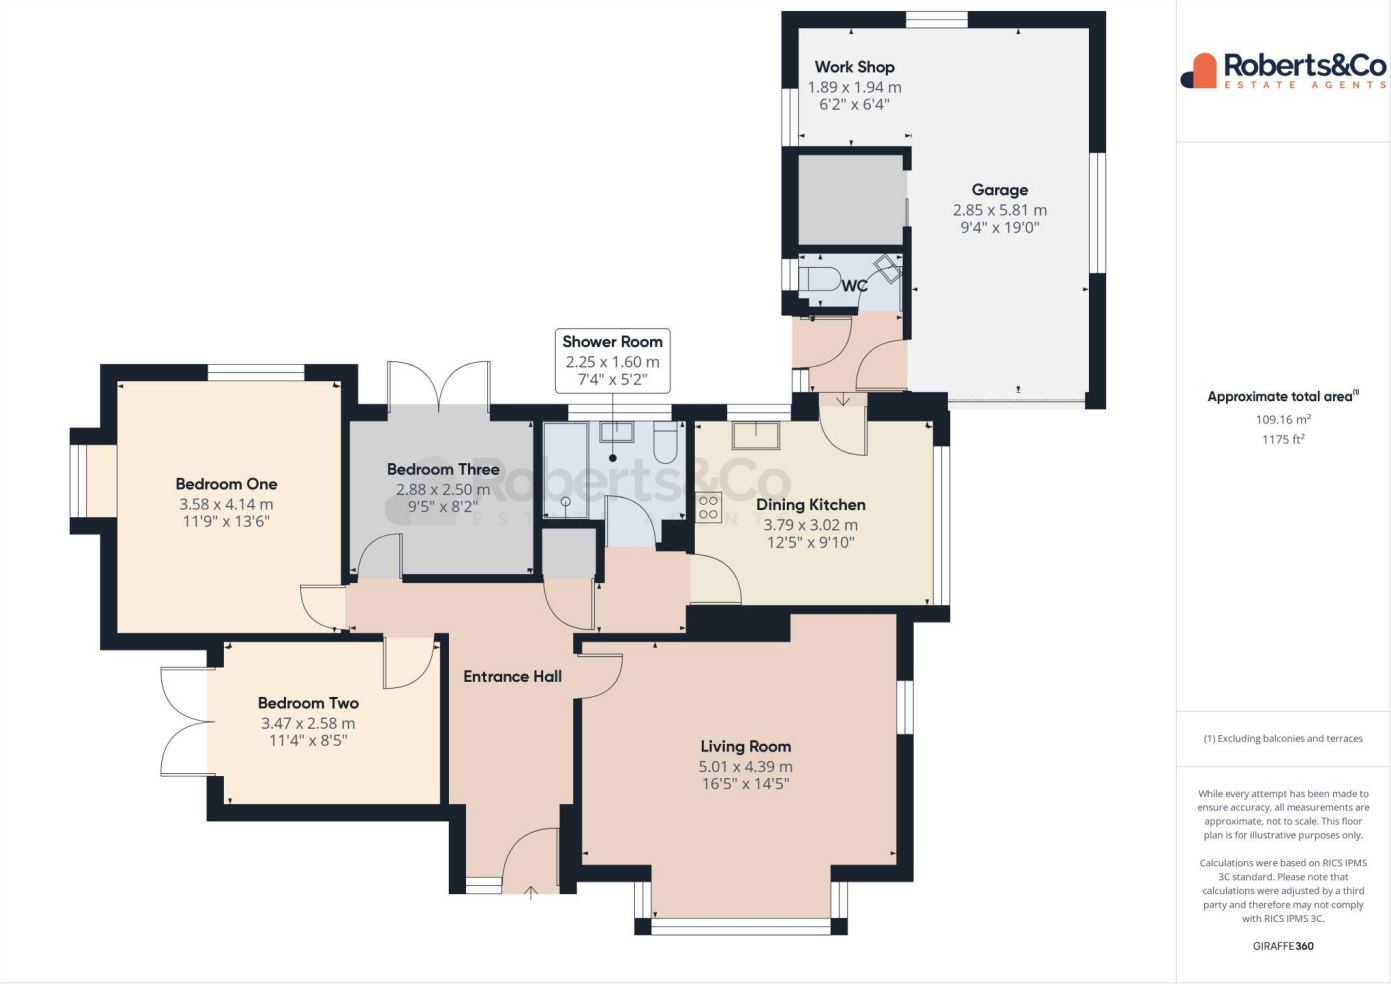 Work Shop
1.89 x 1.94 m
6'2" x 6'4"
Garage
2.85 x 5.81 m
9'4" x 19'0"
WC
Shower Room
2.25 x 1.60 m
7'4" x 5'2"
Bedroom One
3.58 x 4.14 m
11'9" x 13'6"
Bedroom Three
2.88 x 2.50 m
9'5" x 8'2"
Roberts&Co
ESTATE AGENTS
Dining Kitchen
3.79 x 3.02 m
12'5" x 9'10"
Entrance Hall
Bedroom Two
3.47 x 2.58 m
11'4" x 8'5"
Living Room
5.01 x 4.39 m
16'5" x 14'5"
Roberts&Co
ESTATE AGENTS
Approximate total area⁽¹⁾
109.16 m²
1175 ft²
(1) Excluding balconies and terraces
While every attempt has been made to
ensure accuracy, all measurements are
approximate, not to scale. This floor
plan is for illustrative purposes only.
Calculations were based on RICS IPMS
3C standard. Please note that
calculations were adjusted by a third
party and therefore may not comply
with RICS IPMS 3C.
GIRAFFE360